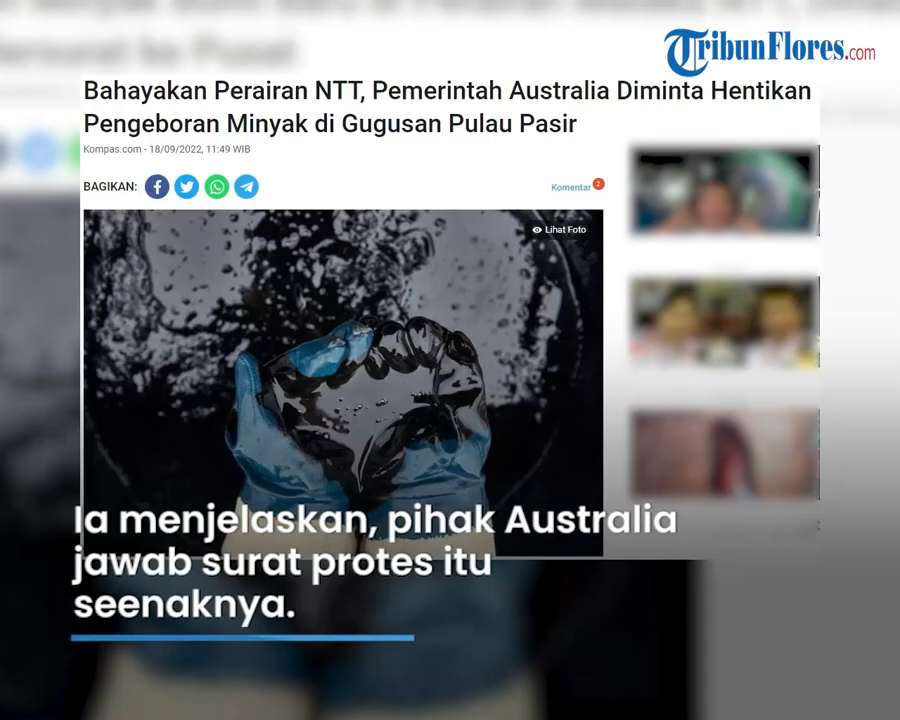 TribunFlores.com
Bahayakan Perairan NTT, Pemerintah Australia Diminta Hentikan
Pengeboran Minyak di Gugusan Pulau Pasir
Kompas.com - 18/09/2022, 11:49 WIB
BAGIKAN:
Komentar 2
Lihat Foto
Ia menjelaskan, pihak Australia
jawab surat protes itu
seenaknya.